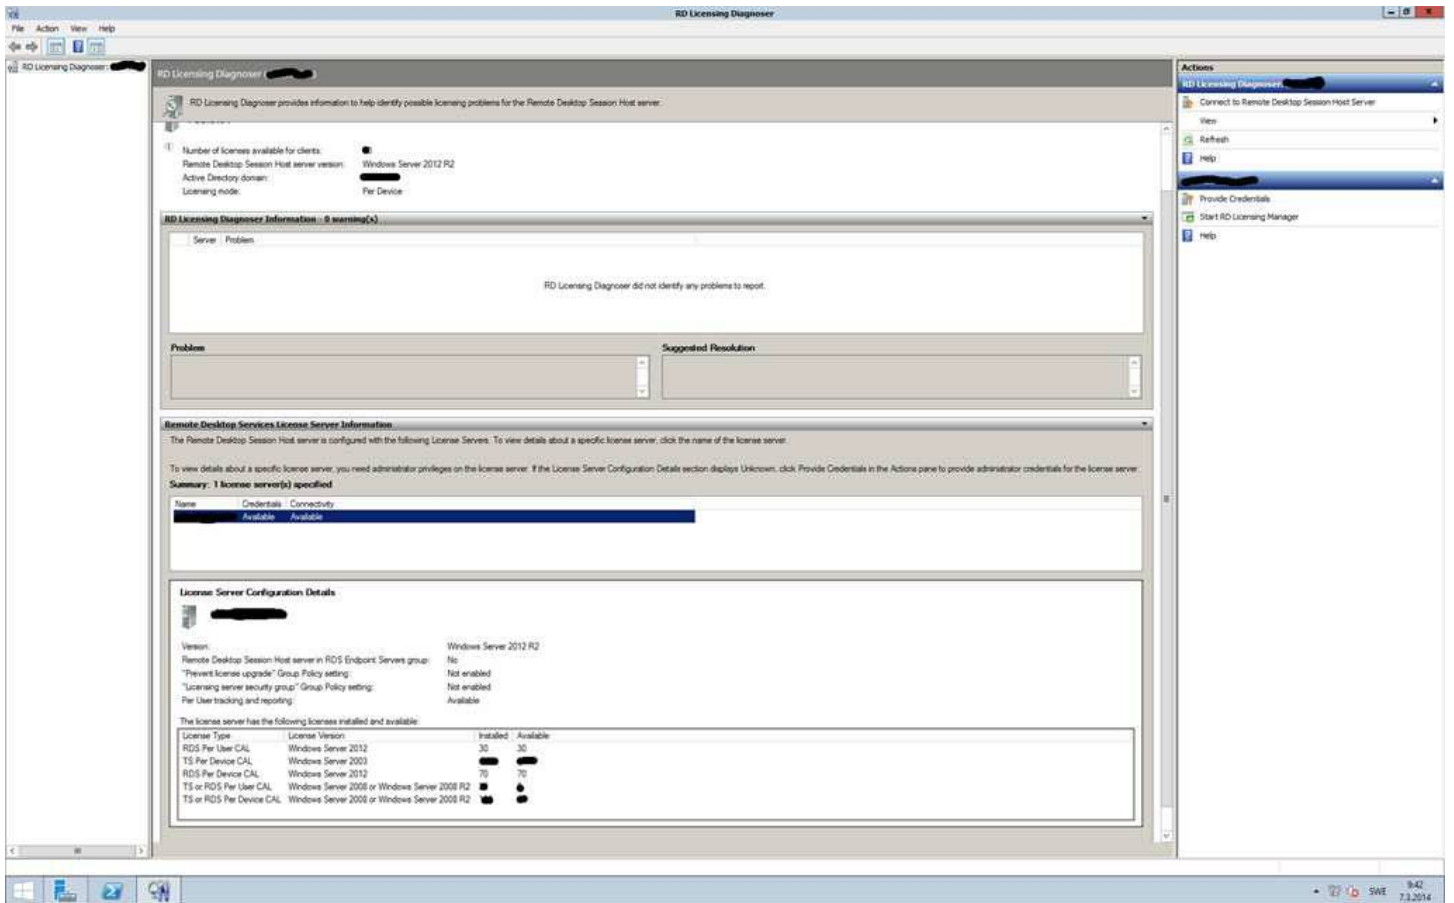 RD Licensing Diagnoser
File Action View Help
RD Licensing Diagnoser:
RD Licensing Diagnoser (
RD Licensing Diagnoser provides information to help identify possible licensing problems for the Remote Desktop Session Host server.
Number of licenses available for clients:
Remote Desktop Session Host server version: Windows Server 2012 R2
Active Directory domain:
Licensing mode: Per Device
RD Licensing Diagnoser Information - 0 warning(s)
Server Problem
RD Licensing Diagnoser did not identify any problems to report.
Problem Suggested Resolution
Remote Desktop Services License Server Information
The Remote Desktop Session Host server is configured with the following License Servers. To view details about a specific license server, click the name of the license server.
To view details about a specific license server, you need administrator privileges on the license server. If the License Server Configuration Details section displays Unknown, click Provide Credentials in the Actions pane to provide administrator credentials for the license server.
Summary: 1 license server(s) specified
Name Credentials Connectivity
Available Available
License Server Configuration Details
Version: Windows Server 2012 R2
Remote Desktop Session Host server in RDS Endpoint Servers group: No
"Prevent license upgrade" Group Policy setting: Not enabled
"Licensing server security group" Group Policy setting: Not enabled
Per User tracking and reporting: Available
The license server has the following licenses installed and available:
License Type License Version Installed Available
RDS Per User CAL Windows Server 2012 30 30
TS Per Device CAL Windows Server 2003
RDS Per Device CAL Windows Server 2012 70 70
TS or RDS Per User CAL Windows Server 2008 or Windows Server 2008 R2
TS or RDS Per Device CAL Windows Server 2008 or Windows Server 2008 R2
Actions
RD Licensing Diagnoser:
Connect to Remote Desktop Session Host Server
View
Refresh
Help
Provide Credentials
Start RD Licensing Manager
Help
SWE 9:42
7.3.2014